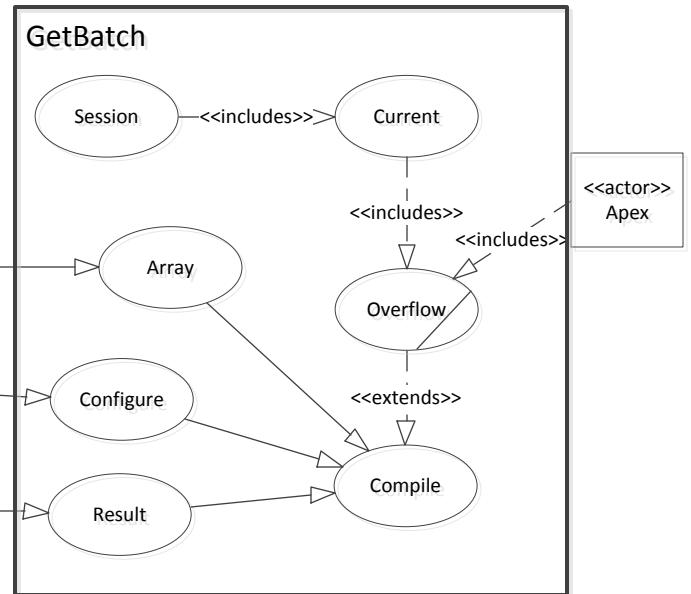 GetBatch
Session
<<includes>>
Current
<<actor>>
Apex
<<includes>>
<<includes>>
Array
Overflow
Configure
<<extends>>
Compile
Result